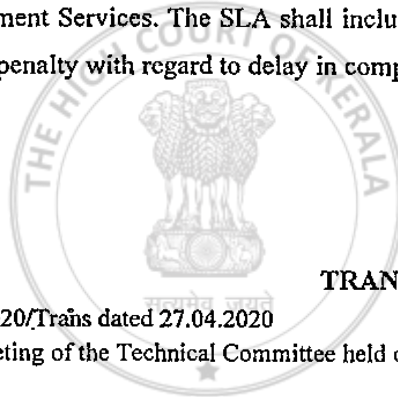 ment Services. The SLA shall inclu
penalty with regard to delay in comp
THE HIGH COURT OF KERALA
TRAN
सत्यमेव जयते
20/Trans dated 27.04.2020
eting of the Technical Committee held